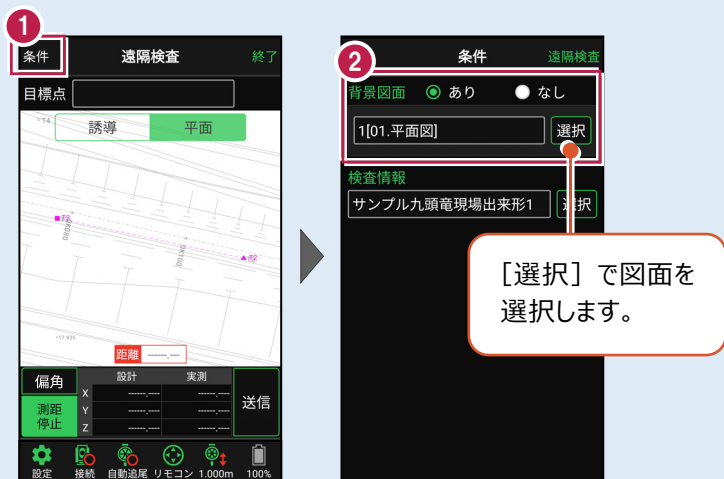 1
条件 遠隔検査 終了
目標点
T4
誘導 平面
0K080
0K100
-17.935
距離 ------.---
偏角 設計 実測
X ------.--- ------.---
測距停止 Y ------.--- ------.---
Z ------.--- ------.---
送信
設定 接続 自動追尾 リモコン 1.000m 100%
2
条件 遠隔検査
背景図面 あり なし
1[01.平面図] 選択
検査情報
サンプル九頭竜現場出来形1 選択
［選択］で図面を
選択します。